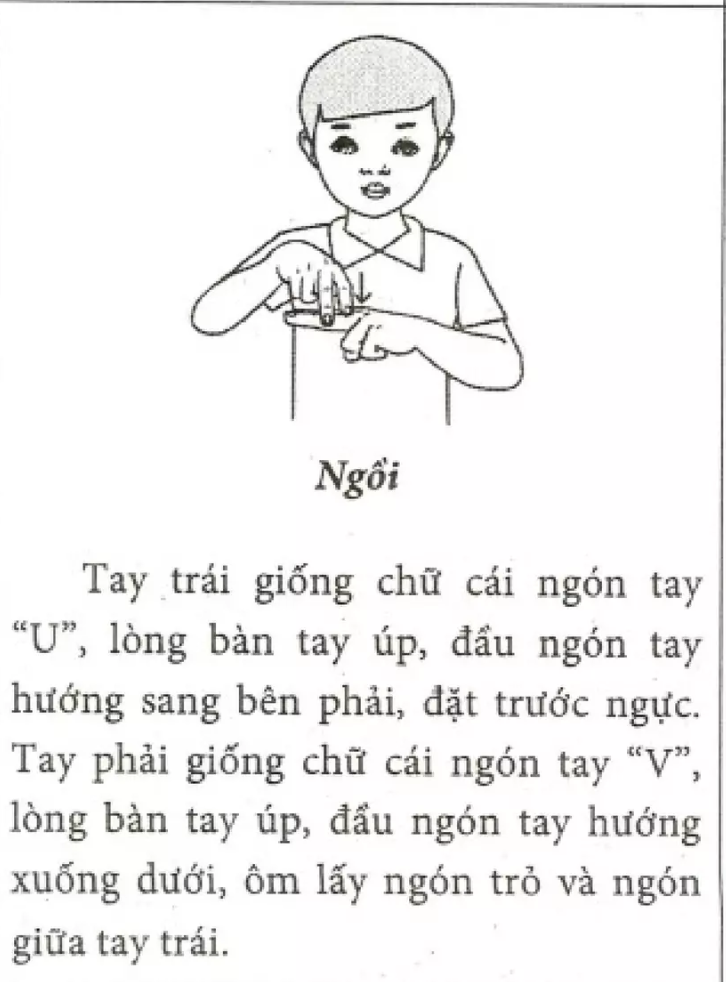 Ngồi
Tay trái giống chữ cái ngón tay
“U”, lòng bàn tay úp, đầu ngón tay
hướng sang bên phải, đặt trước ngực.
Tay phải giống chữ cái ngón tay “V”,
lòng bàn tay úp, đầu ngón tay hướng
xuống dưới, ôm lấy ngón trỏ và ngón
giữa tay trái.